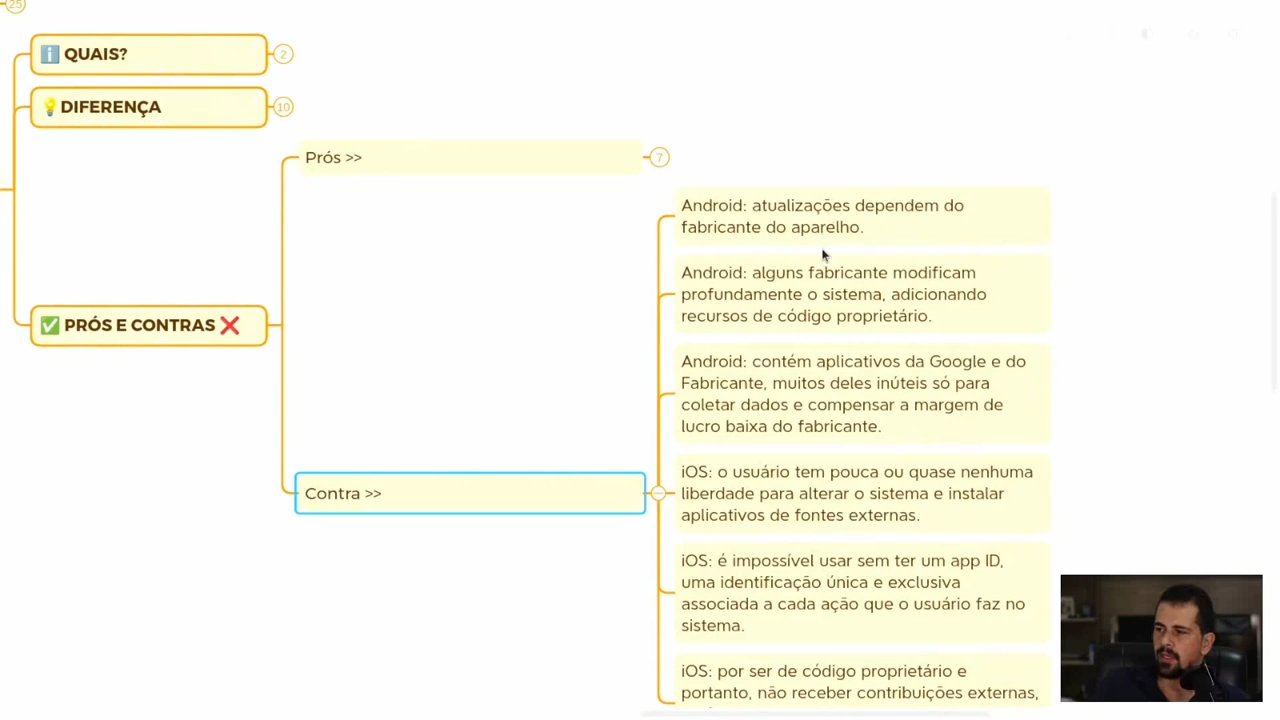 25
ℹ️ QUAIS?
2
💡DIFERENÇA
10
Prós >>
7
Android: atualizações dependem do
fabricante do aparelho.
Android: alguns fabricante modificam
profundamente o sistema, adicionando
recursos de código proprietário.
✅ PRÓS E CONTRAS ❌
Android: contém aplicativos da Google e do
Fabricante, muitos deles inúteis só para
coletar dados e compensar a margem de
lucro baixa do fabricante.
Contra >>
iOS: o usuário tem pouca ou quase nenhuma
liberdade para alterar o sistema e instalar
aplicativos de fontes externas.
iOS: é impossível usar sem ter um app ID,
uma identificação única e exclusiva
associada a cada ação que o usuário faz no
sistema.
iOS: por ser de código proprietário e
portanto, não receber contribuições externas,